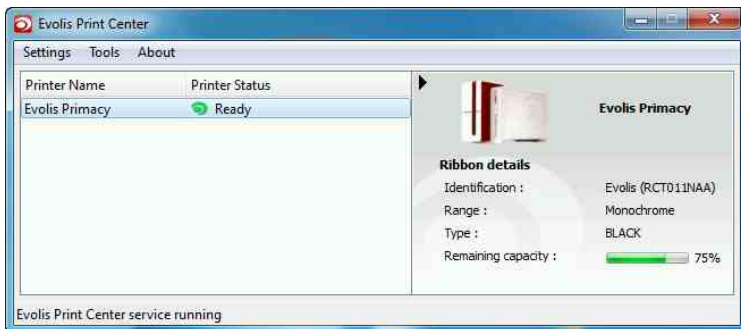 Evolis Print Center
Settings Tools About
Printer Name Printer Status
Evolis Primacy Ready
Evolis Primacy
Ribbon details
Identification : Evolis (RCT011NAA)
Range : Monochrome
Type : BLACK
Remaining capacity : 75%
Evolis Print Center service running